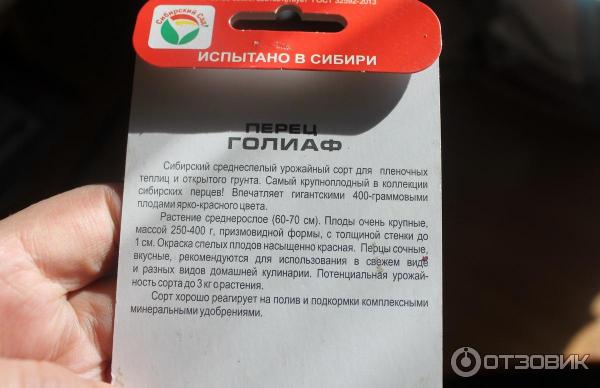 ГОСТ 32592-2013
Сибирский Сад
ИСПЫТАНО В СИБИРИ
ПЕРЕЦ
ГОЛИАФ
Сибирский среднеспелый урожайный сорт для пленочных
теплиц и открытого грунта. Самый крупноплодный в коллекции
сибирских перцев! Впечатляет гигантскими 400-граммовыми
плодами ярко-красного цвета.
Растение среднерослое (60-70 см). Плоды очень крупные,
массой 250-400 г, призмовидной формы, с толщиной стенки до
1 см. Окраска спелых плодов насыщенно красная. Перцы сочные,
вкусные, рекомендуются для использования в свежем виде
и разных видов домашней кулинарии. Потенциальная урожай-
ность сорта до 3 кг с растения.
Сорт хорошо реагирует на полив и подкормки комплексными
минеральными удобрениями.
ОТЗОВИК